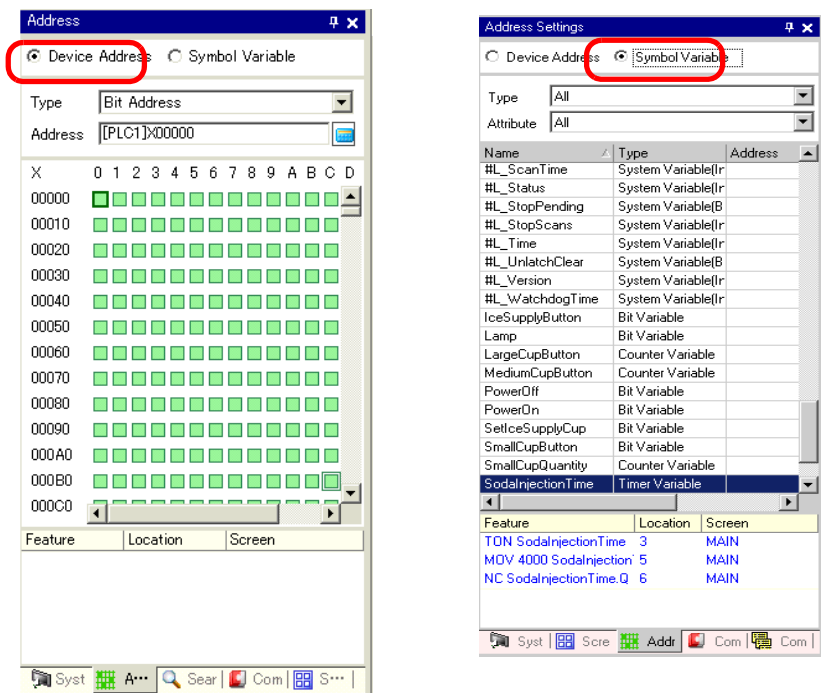 Address
Device Address Symbol Variable
Type Bit Address
Address [PLC1]X00000
X 0 1 2 3 4 5 6 7 8 9 A B C D
00000
00010
00020
00030
00040
00050
00060
00070
00080
00090
000A0
000B0
000C0
Feature Location Screen
Syst A... Sear Com S...
Address Settings
Device Address Symbol Variable
Type All
Attribute All
Name Type Address
#L_ScanTime System Variable(In
#L_Status System Variable(In
#L_StopPending System Variable(B
#L_StopScans System Variable(In
#L_Time System Variable(In
#L_UnlatchClear System Variable(B
#L_Version System Variable(In
#L_WatchdogTime System Variable(In
IceSupplyButton Bit Variable
Lamp Bit Variable
LargeCupButton Counter Variable
MediumCupButton Counter Variable
PowerOff Bit Variable
PowerOn Bit Variable
SetIceSupplyCup Bit Variable
SmallCupButton Bit Variable
SmallCupQuantity Counter Variable
SodaInjectionTime Timer Variable
Feature Location Screen
TON SodaInjectionTime 3 MAIN
MOV 4000 SodaInjection 5 MAIN
NC SodaInjectionTime.Q 6 MAIN
Syst Scre Addr Com Com